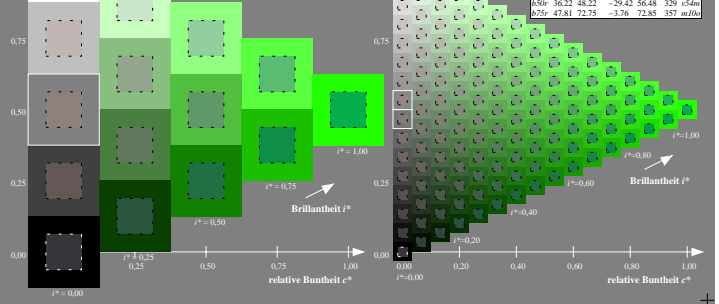 b50r 36.22 48.22 −29.42 56.48 329 v54m
b75r 47.81 72.75 −3.76 72.85 357 m10o
0,75
0,50
0,25
0,00
i* = 1,00
i* = 0,75
Brillantheit i*
i* = 0,50
i* = 0,25
0,25 0,50 0,75 1,00
relative Buntheit c*
i* = 0,00
0,75
0,50
0,25
0,00
i*=1,00
i*=0,80
Brillantheit i*
i*=0,60
i*=0,40
i*=0,20
0,00 0,20 0,40 0,60 0,80 1,00
i*=0,00
relative Buntheit c*